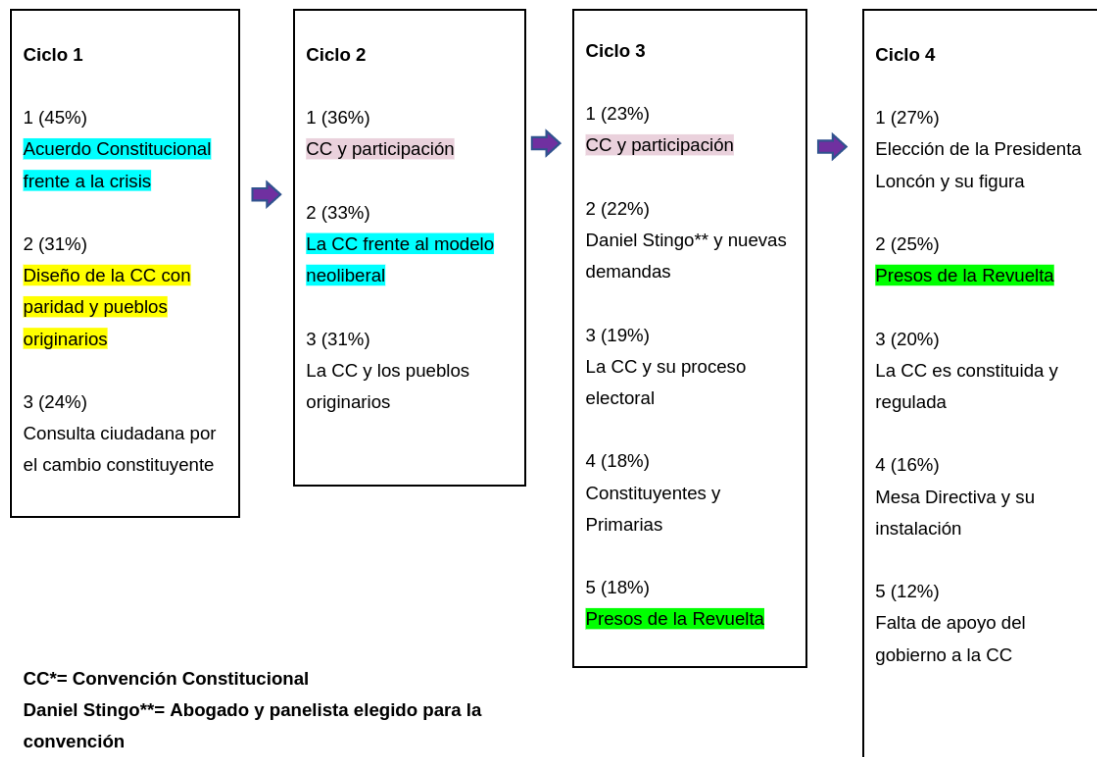 Ciclo 1
1 (45%)
Acuerdo Constitucional
frente a la crisis
2 (31%)
Diseño de la CC con
paridad y pueblos
originarios
3 (24%)
Consulta ciudadana por
el cambio constituyente
Ciclo 2
1 (36%)
CC y participación
2 (33%)
La CC frente al modelo
neoliberal
3 (31%)
La CC y los pueblos
originarios
Ciclo 3
1 (23%)
CC y participación
2 (22%)
Daniel Stingo** y nuevas
demandas
3 (19%)
La CC y su proceso
electoral
4 (18%)
Constituyentes y
Primarias
5 (18%)
Presos de la Revuelta
Ciclo 4
1 (27%)
Elección de la Presidenta
Loncón y su figura
2 (25%)
Presos de la Revuelta
3 (20%)
La CC es constituida y
regulada
4 (16%)
Mesa Directiva y su
instalación
5 (12%)
Falta de apoyo del
gobierno a la CC
CC*= Convención Constitucional
Daniel Stingo**= Abogado y panelista elegido para la
convención